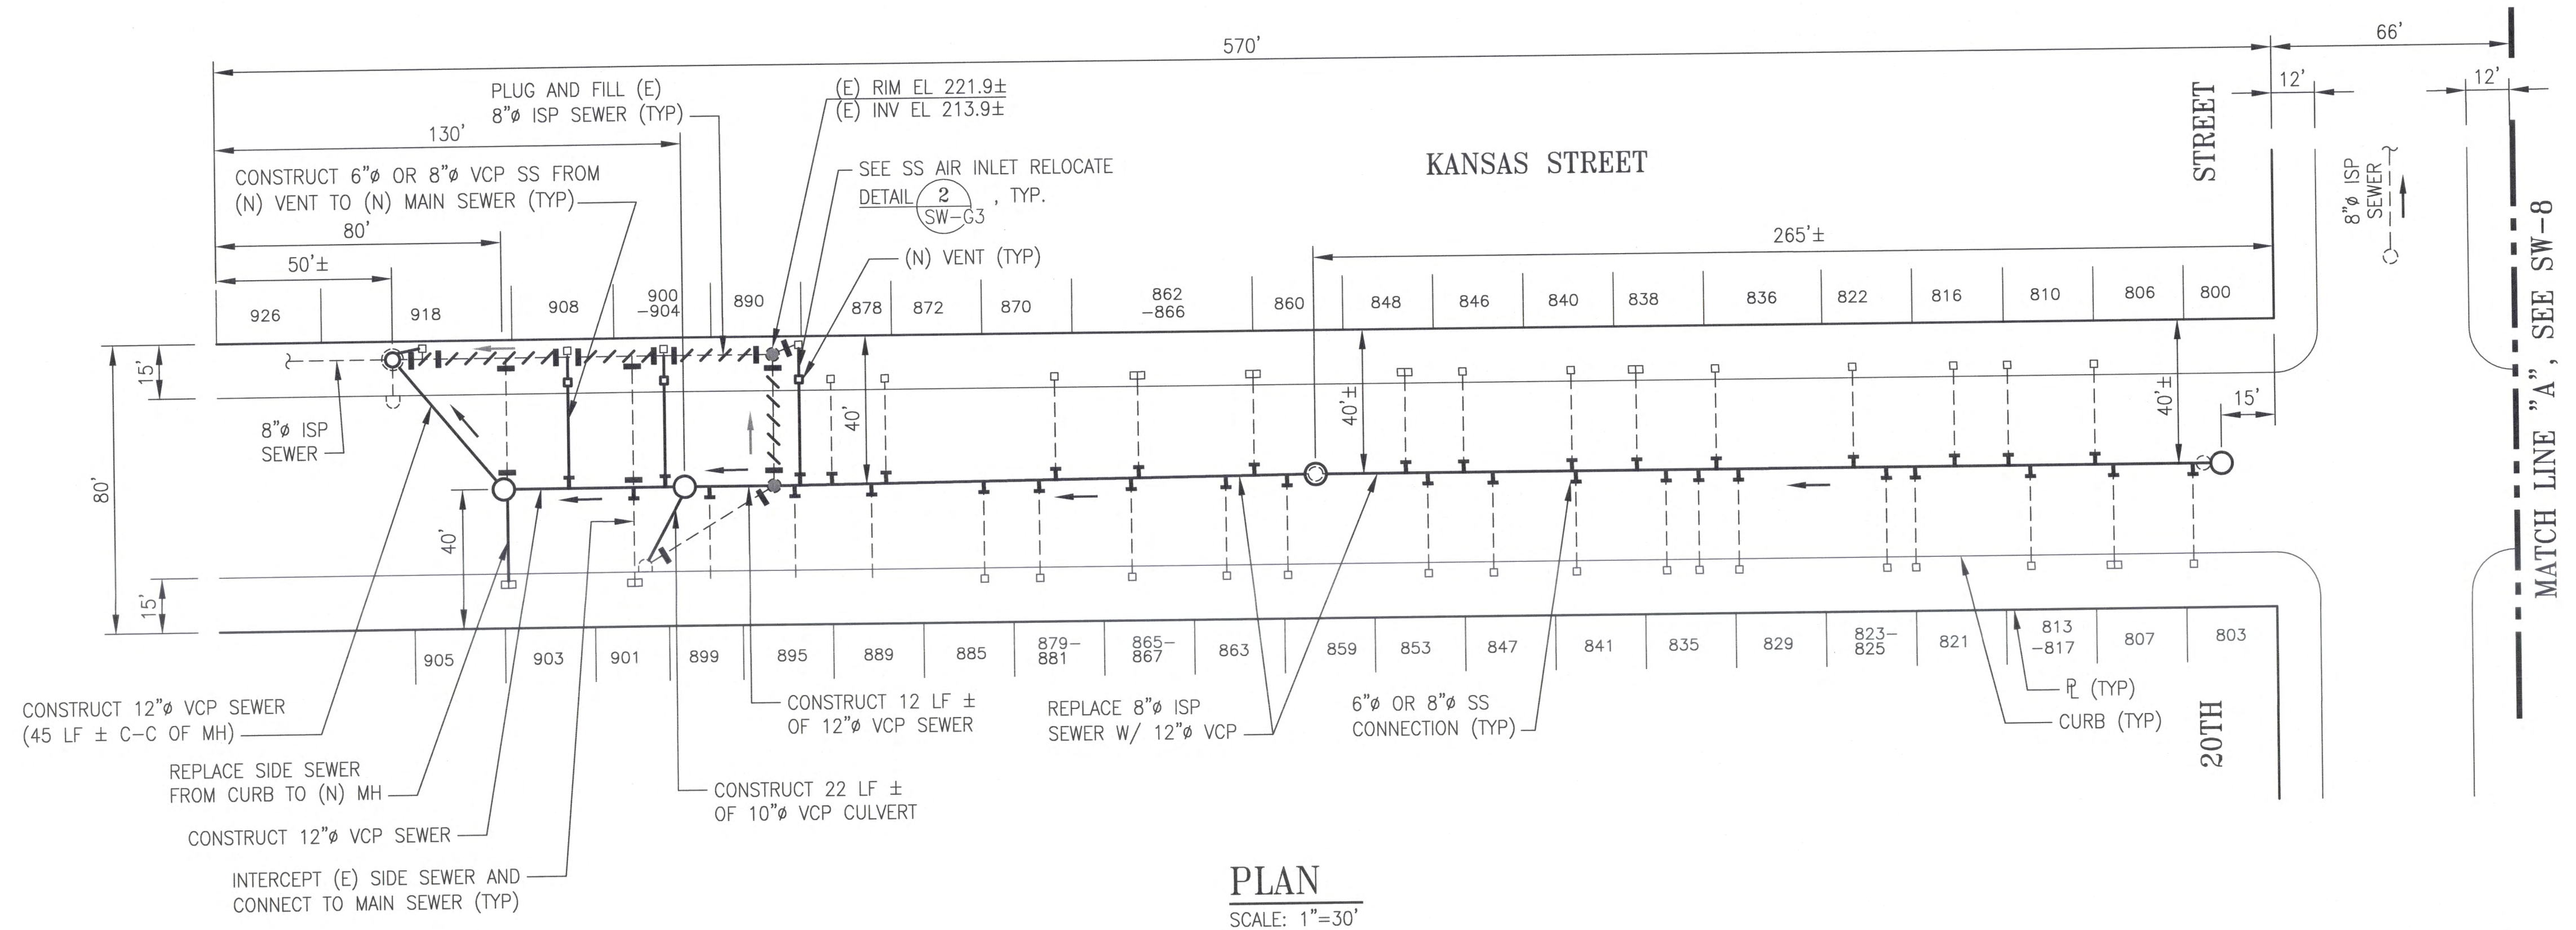 570'
66'
12'
12'
PLUG AND FILL (E)
8"ø ISP SEWER (TYP)
(E) RIM EL 221.9±
(E) INV EL 213.9±
130'
CONSTRUCT 6"ø OR 8"ø VCP SS FROM
(N) VENT TO (N) MAIN SEWER (TYP)
SEE SS AIR INLET RELOCATE
DETAIL 2 , TYP.
SW-G3
KANSAS STREET
STREET
8"ø ISP
SEWER
80'
(N) VENT (TYP)
265'±
50'±
926
918
908
900
-904
890
878
872
870
862
-866
860
848
846
840
838
836
822
816
810
806
800
MATCH LINE "A", SEE SW-8
15'
80'
15'
8"ø ISP
SEWER
40'
40'
40'±
40'±
15'
905
903
901
899
895
889
885
879-
881
865-
867
863
859
853
847
841
835
829
823-
825
821
813
-817
807
803
CONSTRUCT 12"ø VCP SEWER
(45 LF ± C-C OF MH)
REPLACE SIDE SEWER
FROM CURB TO (N) MH
CONSTRUCT 12"ø VCP SEWER
INTERCEPT (E) SIDE SEWER AND
CONNECT TO MAIN SEWER (TYP)
CONSTRUCT 12 LF ±
OF 12"ø VCP SEWER
CONSTRUCT 22 LF ±
OF 10"ø VCP CULVERT
REPLACE 8"ø ISP
SEWER W/ 12"ø VCP
6"ø OR 8"ø SS
CONNECTION (TYP)
PL (TYP)
CURB (TYP)
20TH
PLAN
SCALE: 1"=30'